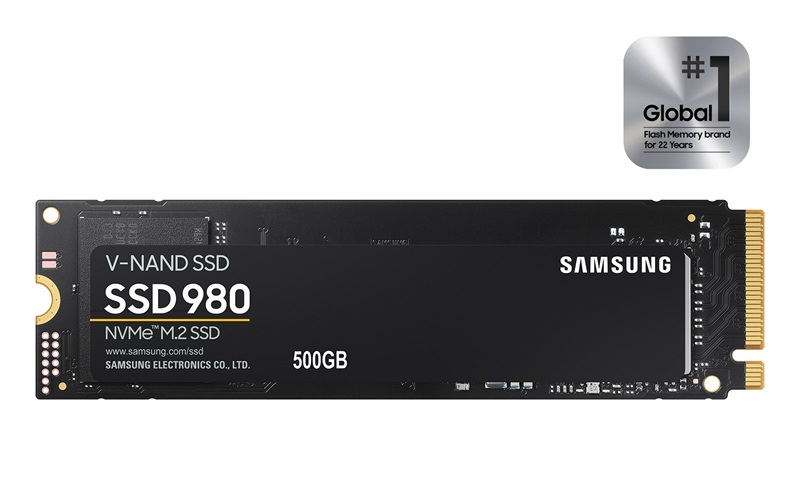 #1
Global
Flash Memory brand
for 22 Years
V-NAND SSD
SSD 980
NVMe™ M.2 SSD
www.samsung.com/ssd
SAMSUNG ELECTRONICS CO., LTD.
500GB
SAMSUNG